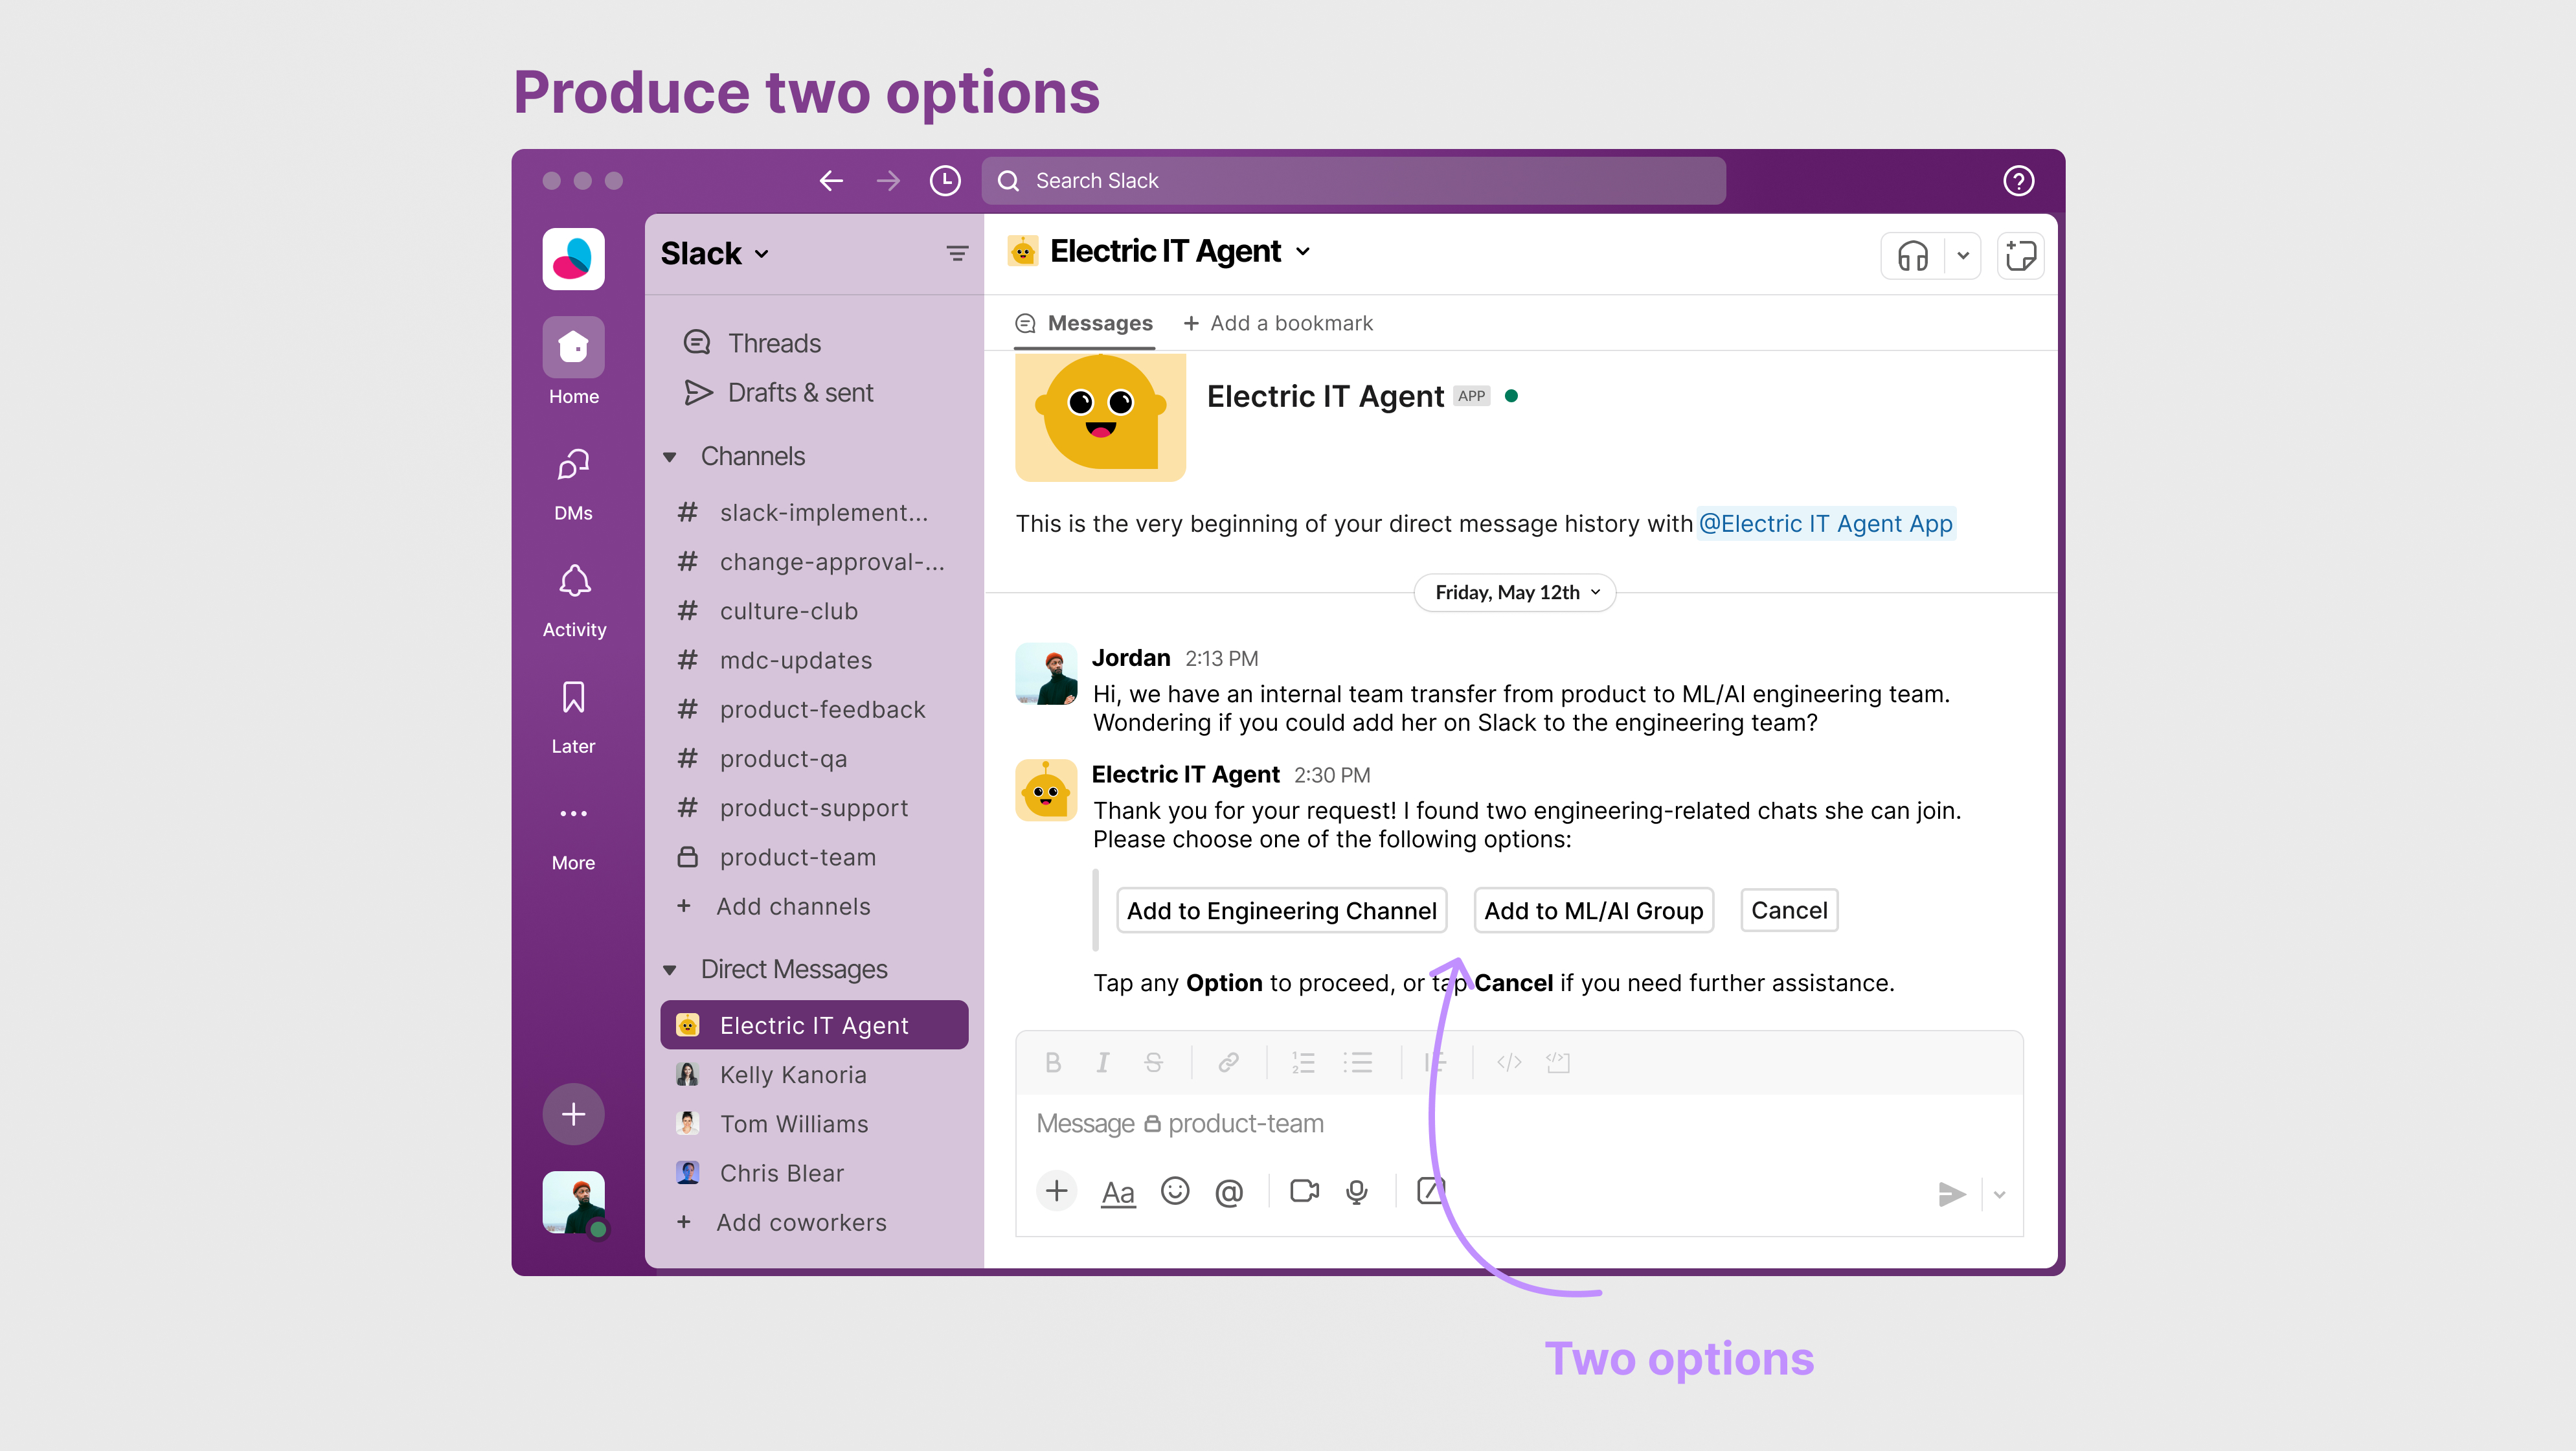 Produce two options
Search Slack
Slack
Electric IT Agent
Messages
Add a bookmark
Home
DMs
Activity
Later
More
Threads
Drafts & sent
Channels
slack-implement...
change-approval-...
culture-club
mdc-updates
product-feedback
product-qa
product-support
product-team
Add channels
Direct Messages
Electric IT Agent
Kelly Kanoria
Tom Williams
Chris Blear
Add coworkers
Electric IT Agent APP
This is the very beginning of your direct message history with @Electric IT Agent App
Friday, May 12th
Jordan 2:13 PM
Hi, we have an internal team transfer from product to ML/AI engineering team.
Wondering if you could add her on Slack to the engineering team?
Electric IT Agent 2:30 PM
Thank you for your request! I found two engineering-related chats she can join.
Please choose one of the following options:
Add to Engineering Channel
Add to ML/AI Group
Cancel
Tap any Option to proceed, or tap Cancel if you need further assistance.
Message product-team
Aa
Two options